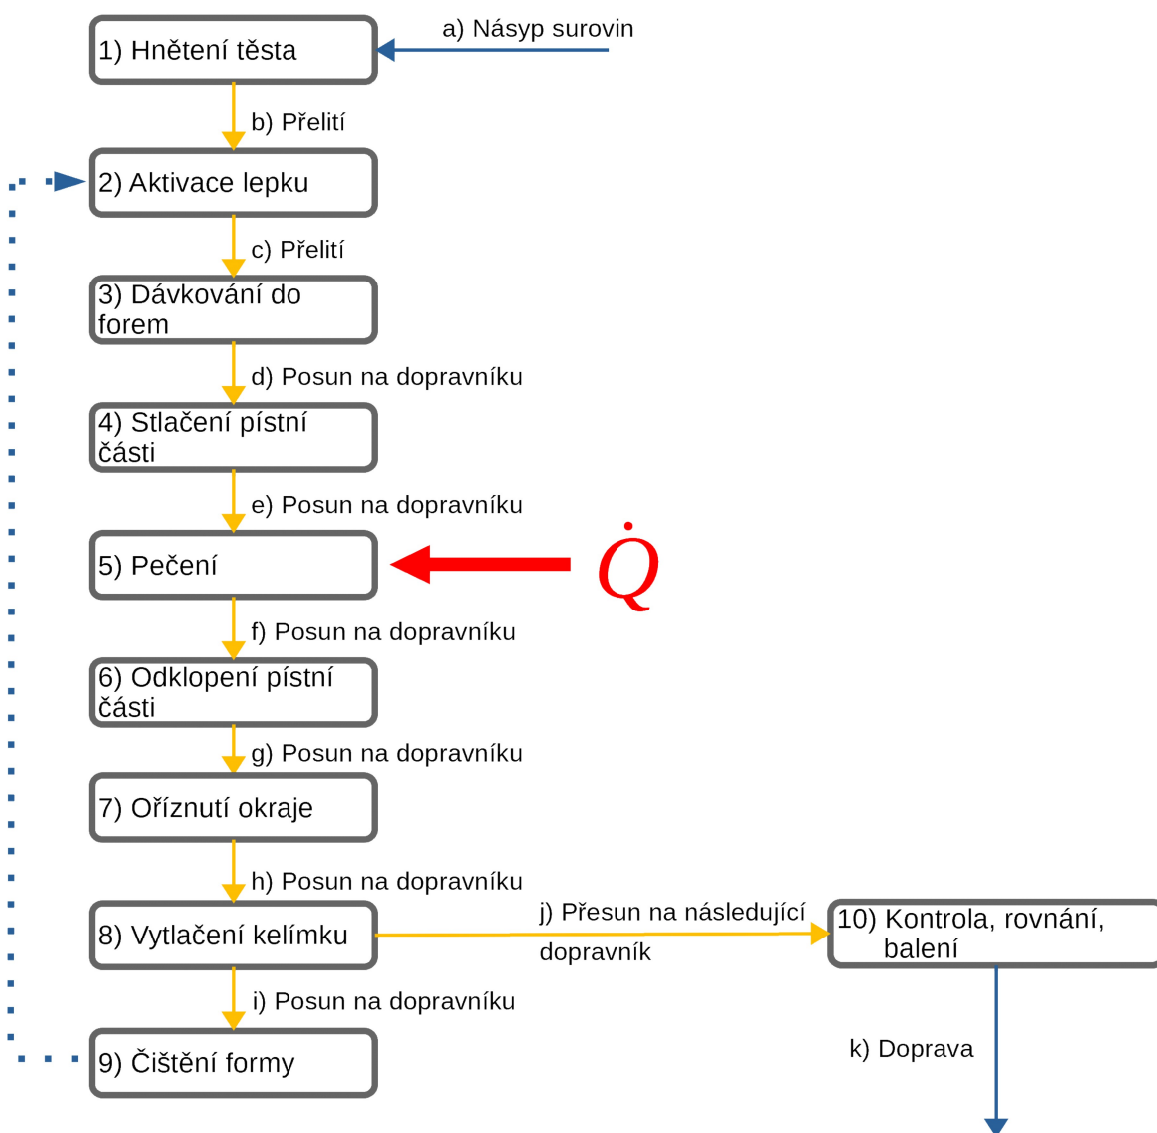 a) Násyp surovin
1) Hnětení těsta
b) Přelití
2) Aktivace lepku
c) Přelití
3) Dávkování do
forem
d) Posun na dopravníku
4) Stlačení pístní
části
e) Posun na dopravníku
5) Pečení
Q̇
f) Posun na dopravníku
6) Odklopení pístní
části
g) Posun na dopravníku
7) Oříznutí okraje
h) Posun na dopravníku
8) Vytlačení kelímku
j) Přesun na následující
dopravník
10) Kontrola, rovnání,
balení
i) Posun na dopravníku
9) Čištění formy
k) Doprava